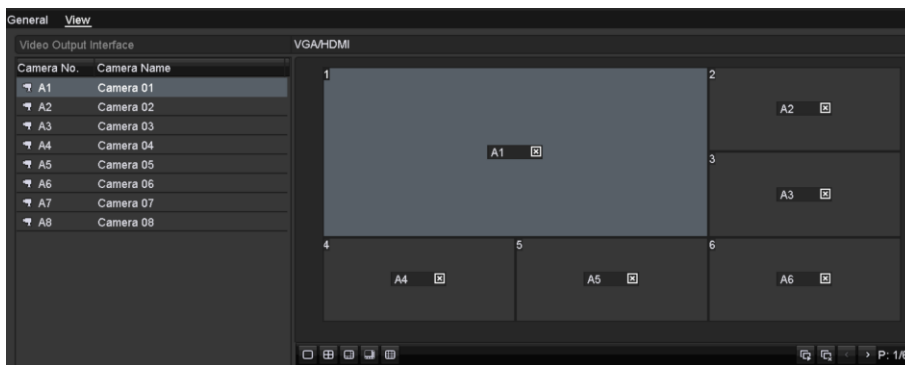 General View
Video Output Interface VGA/HDMI
Camera No. Camera Name
A1 Camera 01
A2 Camera 02
A3 Camera 03
A4 Camera 04
A5 Camera 05
A6 Camera 06
A7 Camera 07
A8 Camera 08
1
A1
2
A2
3
A3
4
A4
5
A5
6
A6
P: 1/6